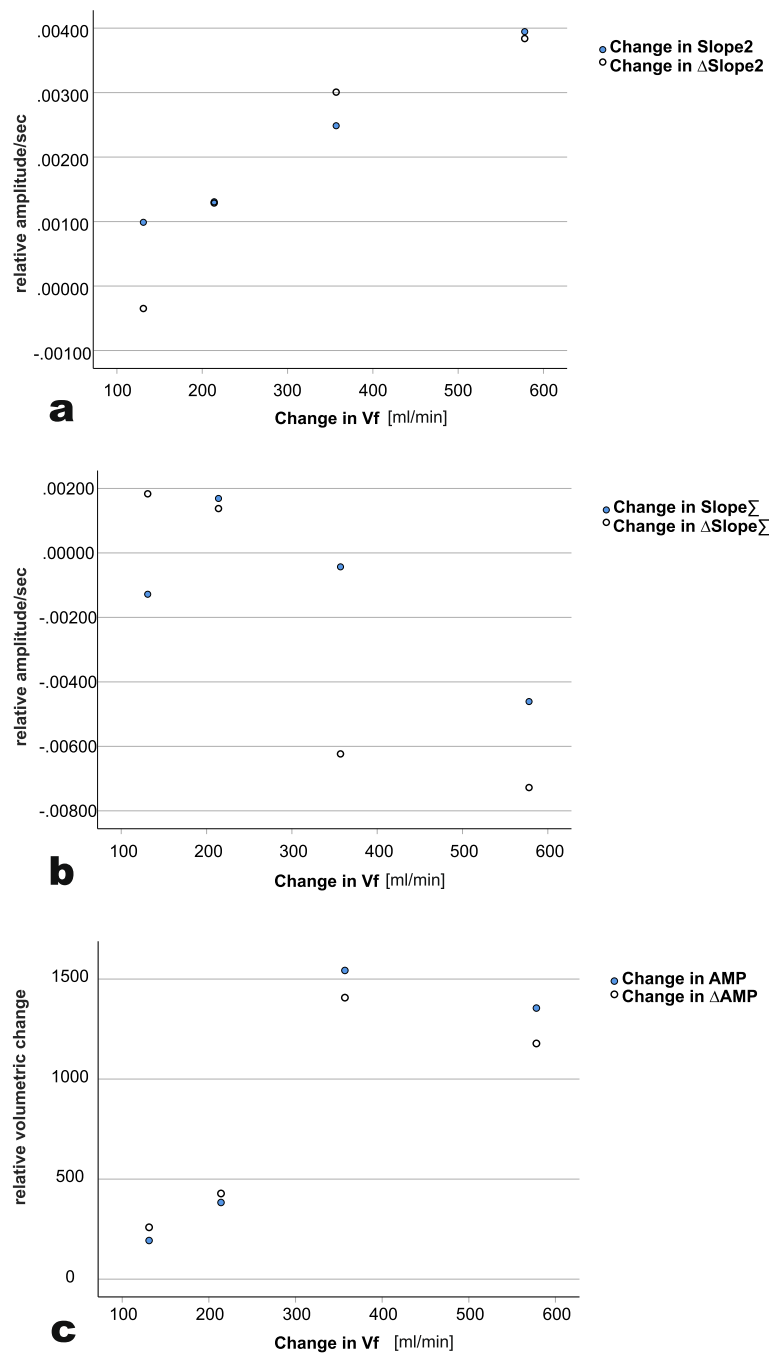 .00400
.00300
.00200
.00100
.00000
-.00100
relative amplitude/sec
100 200 300 400 500 600
Change in Vf [ml/min]
a
Change in Slope2
Change in ΔSlope2
.00200
.00000
-.00200
-.00400
-.00600
-.00800
relative amplitude/sec
100 200 300 400 500 600
Change in Vf [ml/min]
b
Change in Slope∑
Change in ΔSlope∑
1500
1000
500
0
relative volumetric change
100 200 300 400 500 600
Change in Vf [ml/min]
c
Change in AMP
Change in ΔAMP